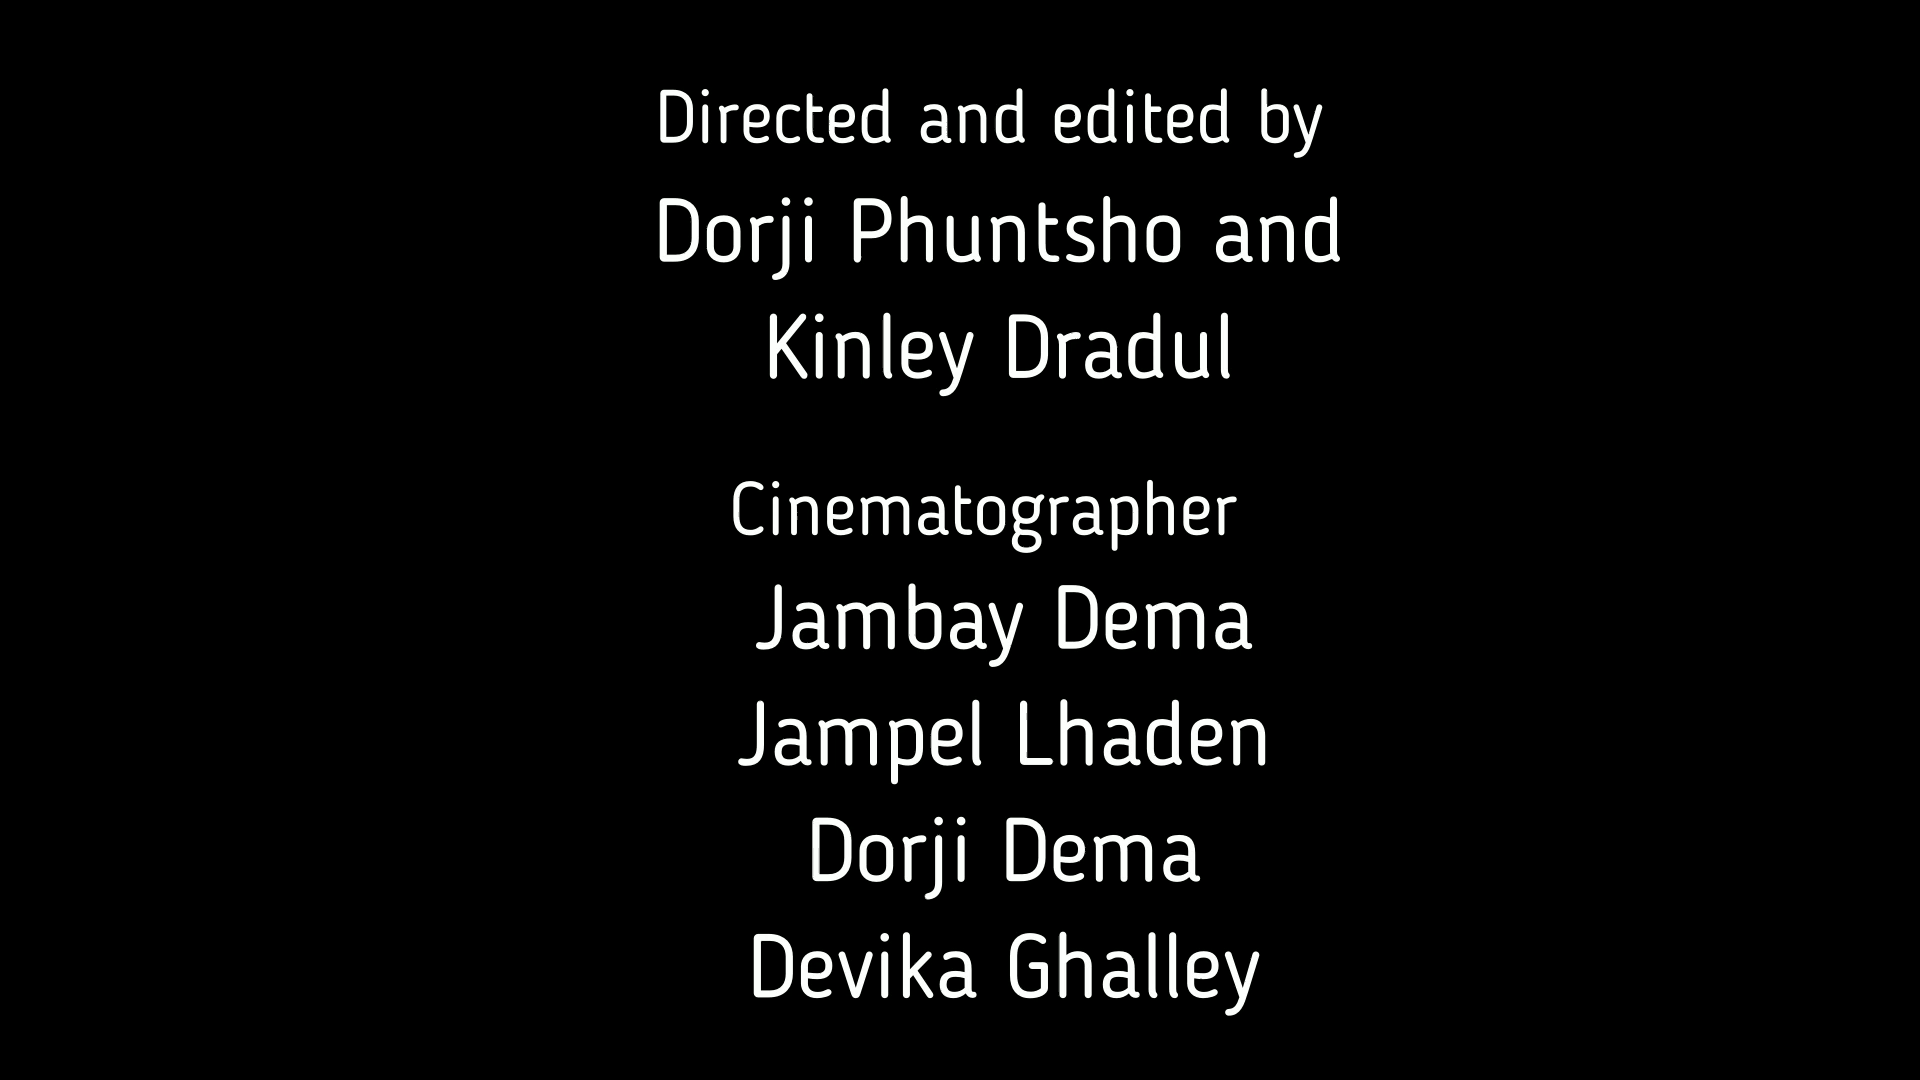 Directed and edited by
Dorji Phuntsho and
Kinley Dradul
Cinematographer
Jambay Dema
Jampel Lhaden
Dorji Dema
Devika Ghalley